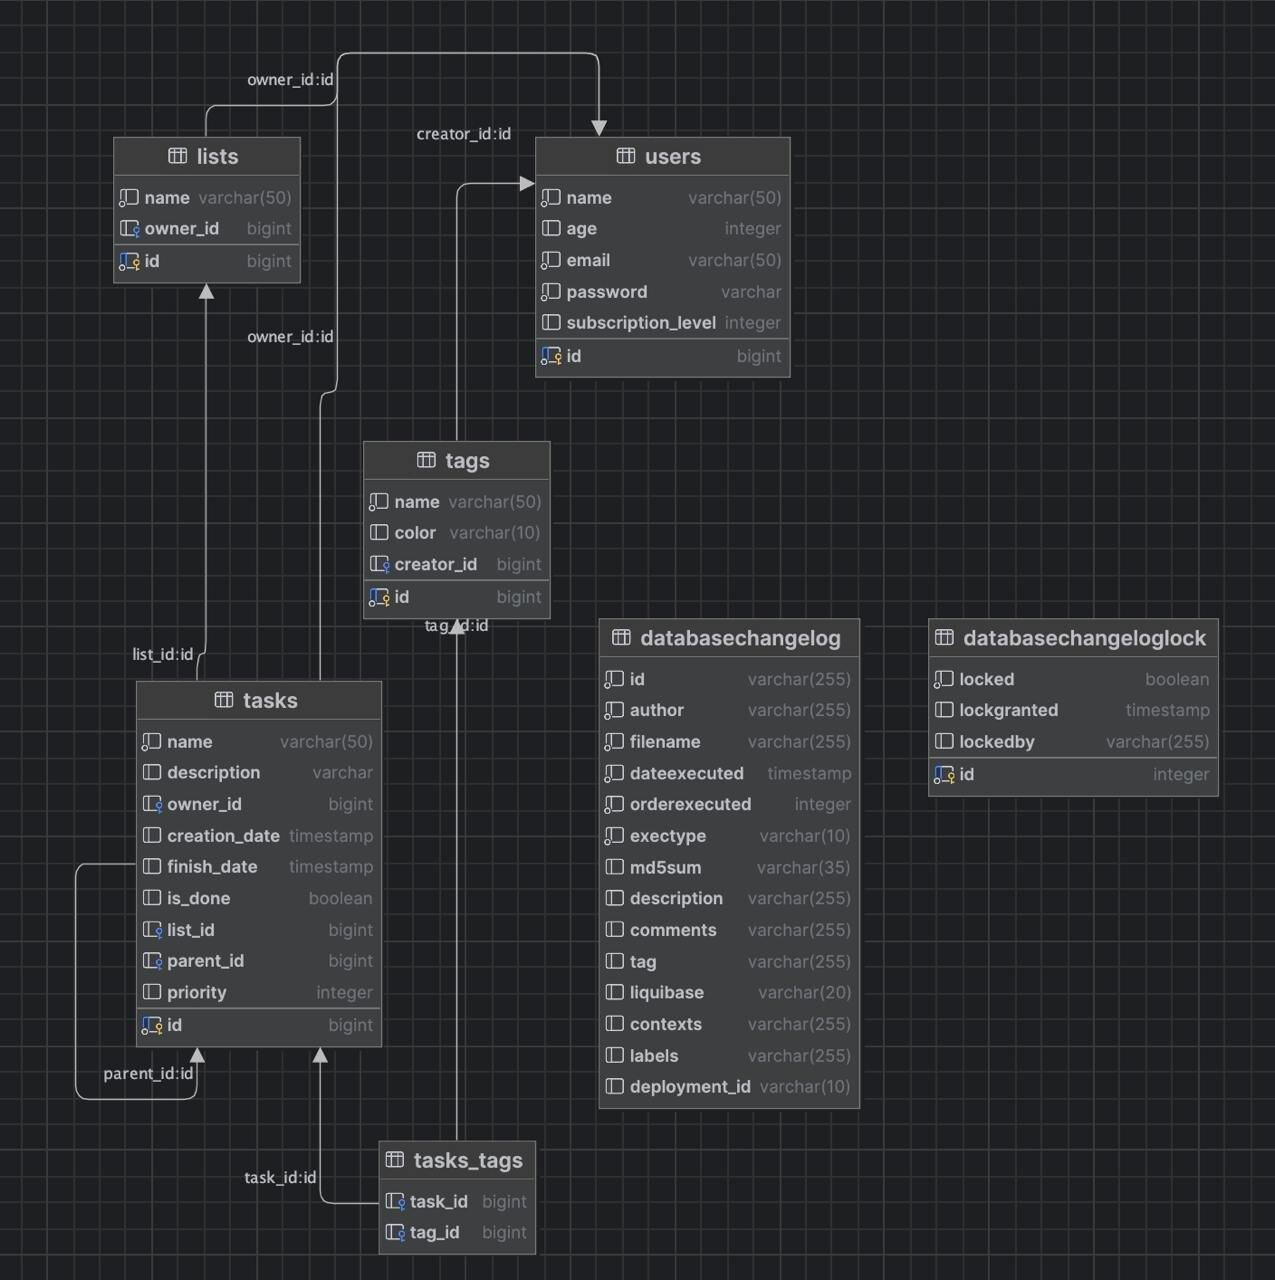 owner_id:id
creator_id:id
lists
name varchar(50)
owner_id bigint
id bigint
users
name varchar(50)
age integer
email varchar(50)
password varchar
subscription_level integer
id bigint
owner_id:id
tags
name varchar(50)
color varchar(10)
creator_id bigint
id bigint
tag_id:id
list_id:id
tasks
name varchar(50)
description varchar
owner_id bigint
creation_date timestamp
finish_date timestamp
is_done boolean
list_id bigint
parent_id bigint
priority integer
id bigint
parent_id:id
databasechangelog
id varchar(255)
author varchar(255)
filename varchar(255)
dateexecuted timestamp
orderexecuted integer
exectype varchar(10)
md5sum varchar(35)
description varchar(255)
comments varchar(255)
tag varchar(255)
liquibase varchar(20)
contexts varchar(255)
labels varchar(255)
deployment_id varchar(10)
databasechangeloglock
locked boolean
lockgranted timestamp
lockedby varchar(255)
id integer
task_id:id
tasks_tags
task_id bigint
tag_id bigint